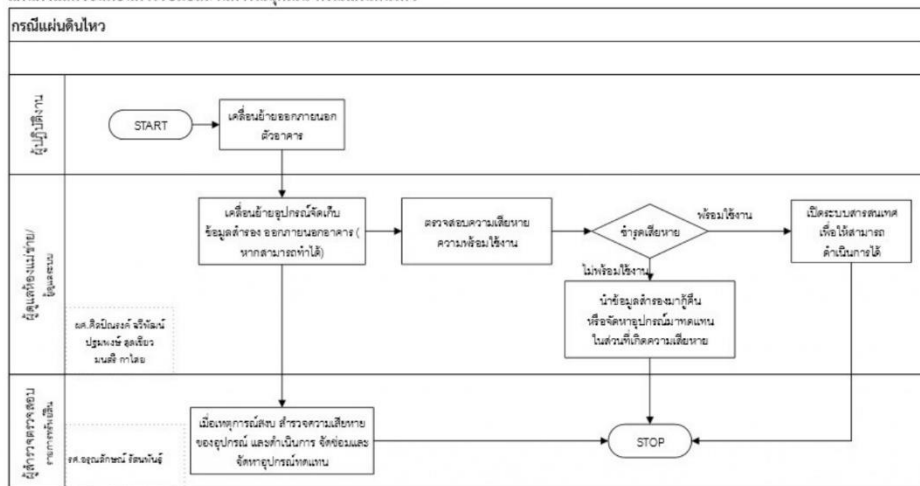 กรณีแผ่นดินไหว
ผู้ปฏิบัติงาน
START
เคลื่อนย้ายออกภายนอก
ตัวอาคาร
ผู้ดูแลห้องแม่ข่าย/
ผู้ดูแลระบบ
เคลื่อนย้ายอุปกรณ์จัดเก็บ
ข้อมูลสำรอง ออกภายนอกอาคาร (
หากสามารถทำได้)
ตรวจสอบความเสียหาย
ความพร้อมใช้งาน
ชำรุดเสียหาย
พร้อมใช้งาน
เปิดระบบสารสนเทศ
เพื่อให้สามารถ
ดำเนินการได้
ไม่พร้อมใช้งาน
นำข้อมูลสำรองมากู้คืน
หรือจัดหาอุปกรณ์มาทดแทน
ในส่วนที่เกิดความเสียหาย
ผศ.ศิลป์ณรงค์ ฉวีพัฒน์
ปฐมพงษ์
มนตรี
ผู้สำรวจตรวจสอบ
รายการทรัพย์สิน
เมื่อเหตุการณ์สงบ สำรวจความเสียหาย
ของอุปกรณ์ และดำเนินการ จัดซ่อมและ
จัดหาอุปกรณ์ทดแทน
STOP
รศ.อรุณลักษณ์ รัตนพันธุ์